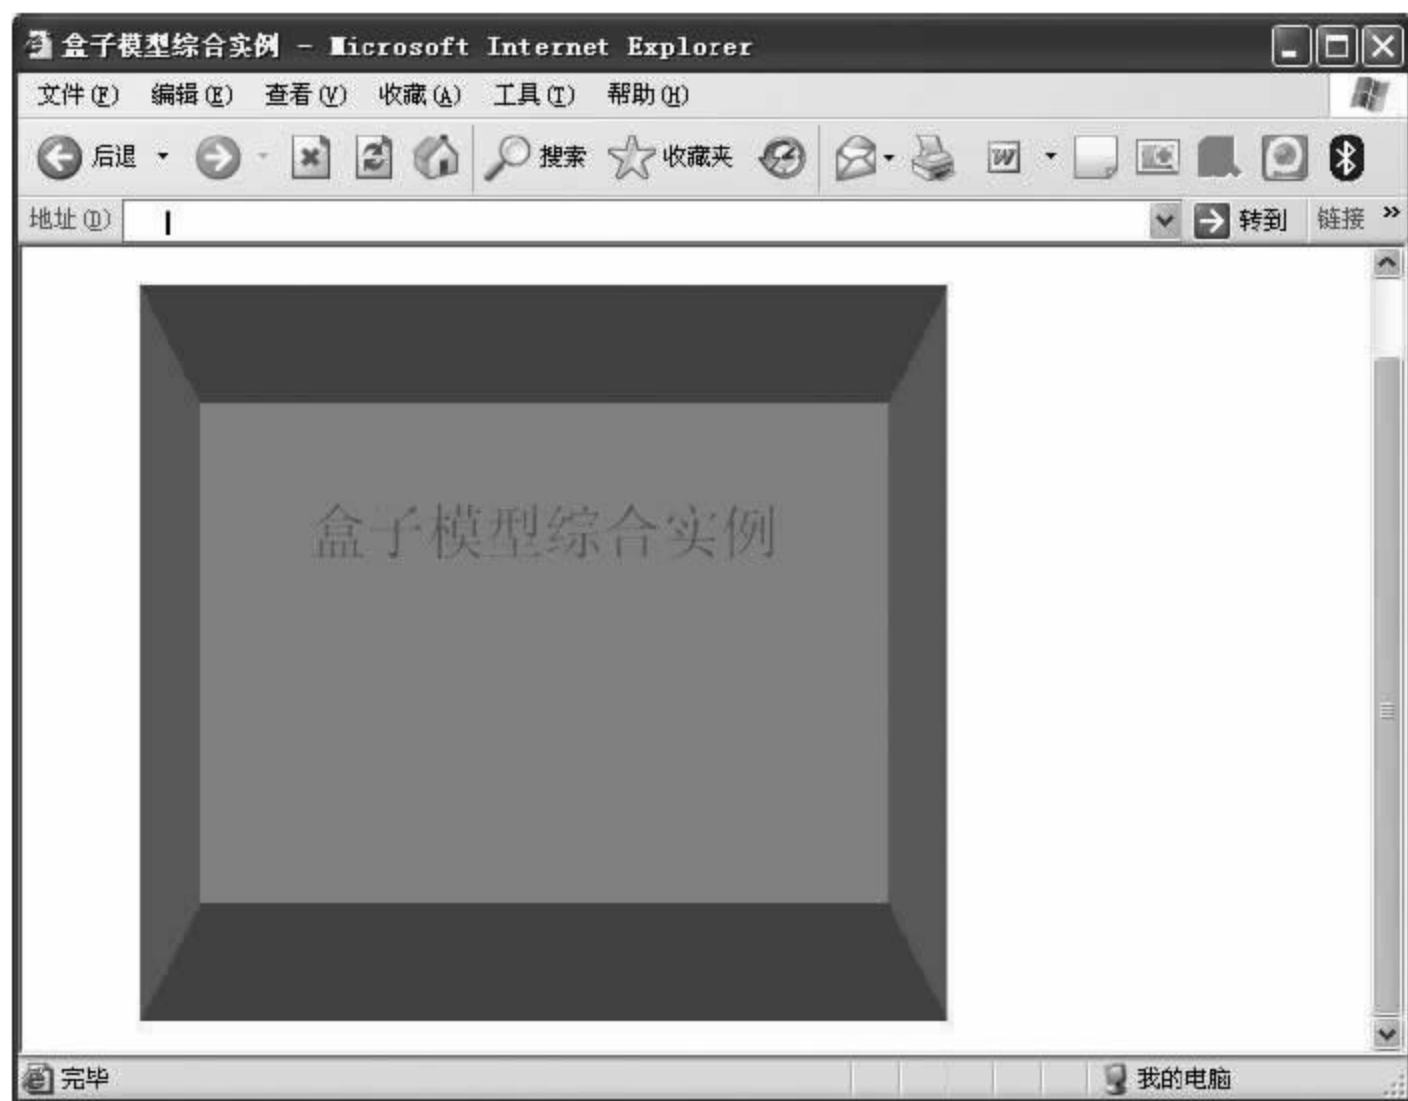 盒子模型综合实例 - Microsoft Internet Explorer
文件(F) 编辑(E) 查看(V) 收藏(A) 工具(T) 帮助(H)
后退 搜索 收藏夹
地址(D) 转到 链接 »
盒子模型综合实例
完毕 我的电脑